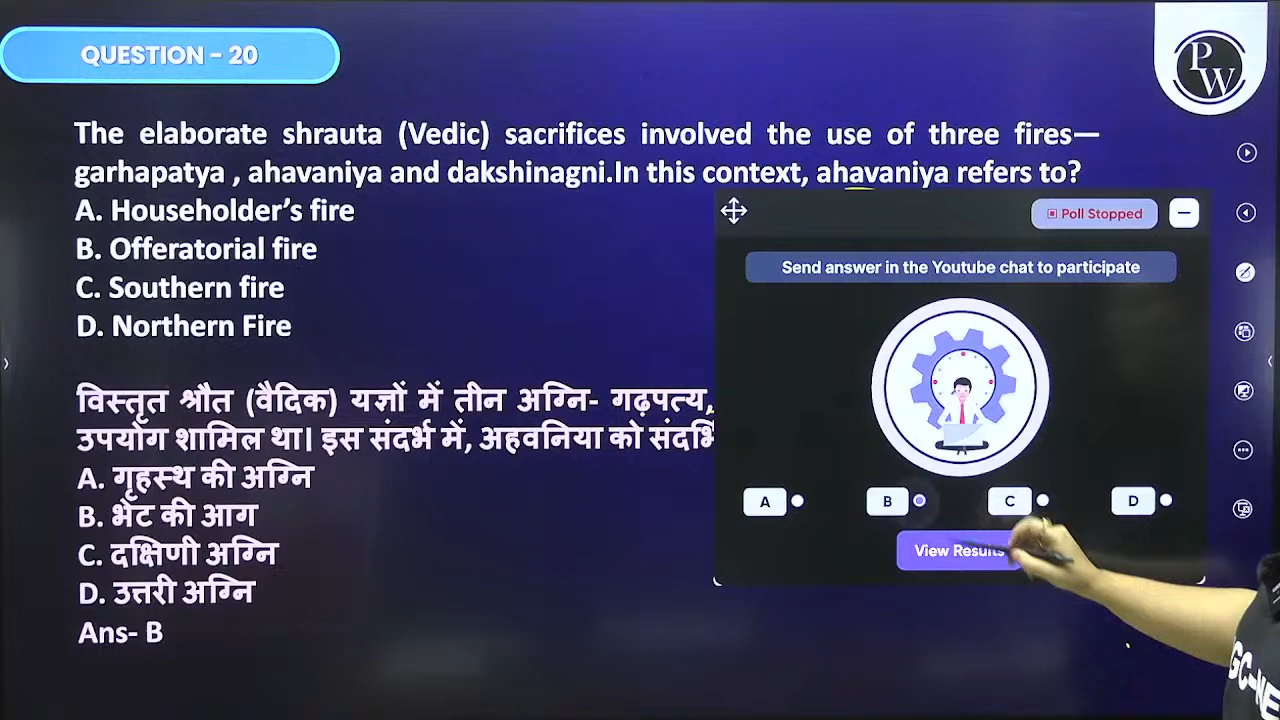 QUESTION - 20
PW
The elaborate shrauta (Vedic) sacrifices involved the use of three fires—
garhapatya , ahavaniya and dakshinagni.In this context, ahavaniya refers to?
A. Householder's fire
B. Offeratorial fire
C. Southern fire
D. Northern Fire
Poll Stopped
Send answer in the Youtube chat to participate
A
B
C
D
View Results
विस्तृत श्रौत (वैदिक) यज्ञों में तीन अग्नि- गढ़पत्य,
उपयोग शामिल था। इस संदर्भ में, अहवनिया को
A. गृहस्थ की अग्नि
B. भेंट की आग
C. दक्षिणी अग्नि
D. उत्तरी अग्नि
Ans- B